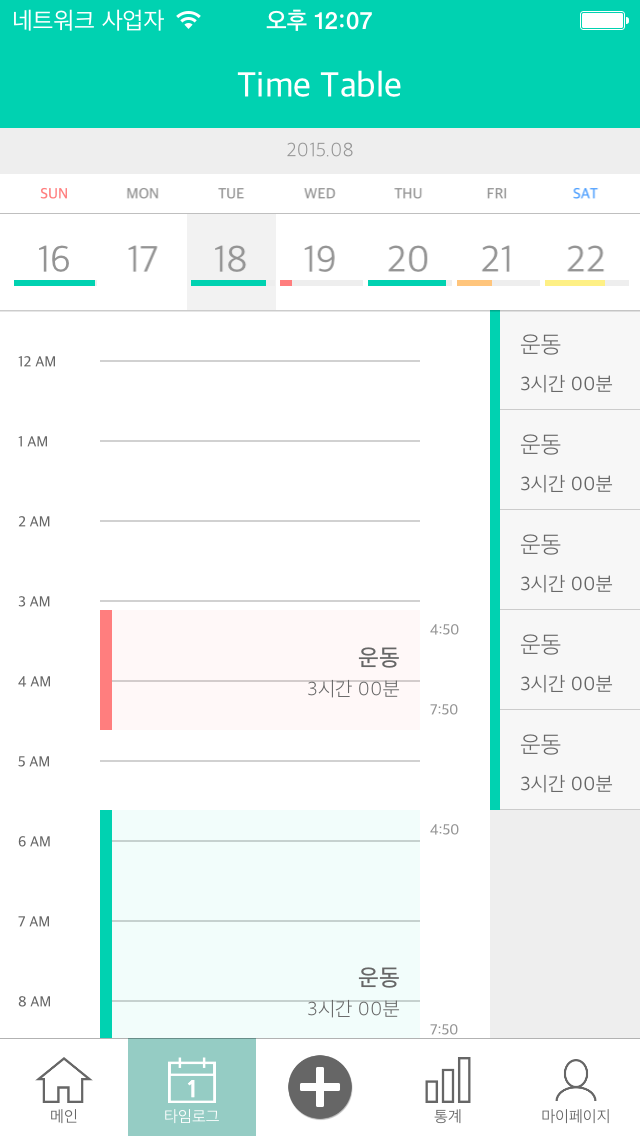 네트워크 사업자 오후 12:07
Time Table
2015.08
SUN MON TUE WED THU FRI SAT
16 17 18 19 20 21 22
운동
3시간 00분
운동
3시간 00분
운동
3시간 00분
운동
3시간 00분
운동
3시간 00분
12 AM
1 AM
2 AM
3 AM
4:50
운동
4 AM
3시간 00분
7:50
5 AM
4:50
6 AM
7 AM
운동
8 AM
3시간 00분
7:50
1
메인 타임로그 통계 마이페이지